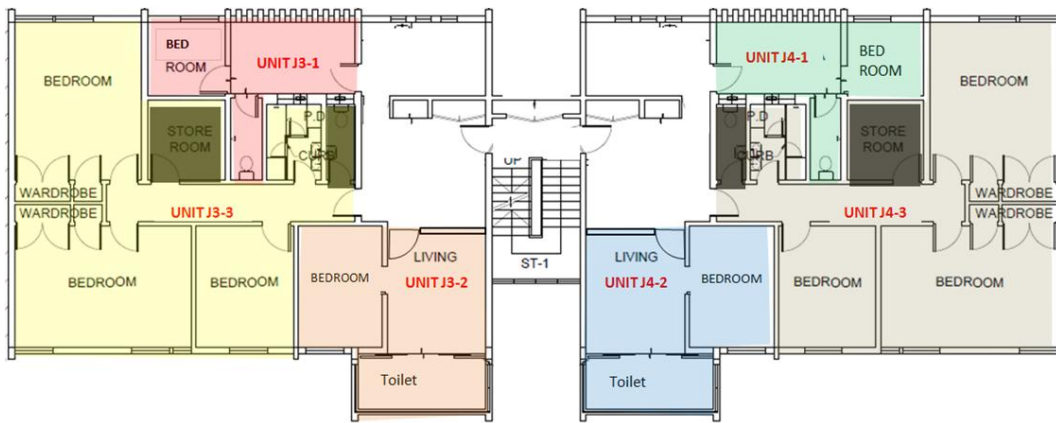 BED
ROOM
UNIT J3-1
UNIT J4-1
BED
ROOM
BEDROOM
BEDROOM
P.D
P.D
STORE
ROOM
STORE
ROOM
CURB
CURB
UP
WARDROBE
WARDROBE
WARDROBE
WARDROBE
UNIT J3-3
UNIT J4-3
LIVING
ST-1
LIVING
BEDROOM
BEDROOM
BEDROOM
UNIT J3-2
UNIT J4-2
BEDROOM
BEDROOM
BEDROOM
Toilet
Toilet